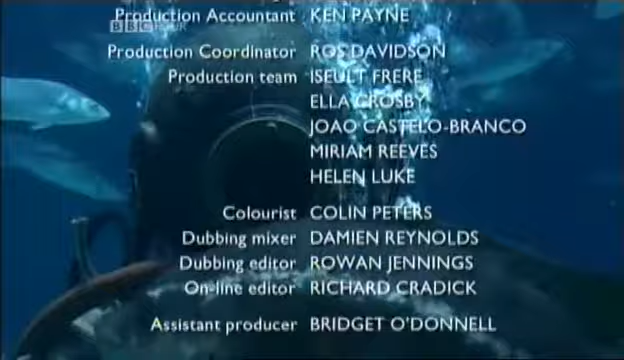 Production Accountant KEN PAYNE
BBC FOUR
Production Coordinator ROS DAVIDSON
Production team ISEULT FRERE
ELLA CROSBY
JOAO CASTELO-BRANCO
MIRIAM REEVES
HELEN LUKE
Colourist COLIN PETERS
Dubbing mixer DAMIEN REYNOLDS
Dubbing editor ROWAN JENNINGS
On-line editor RICHARD CRADICK
Assistant producer BRIDGET O'DONNELL